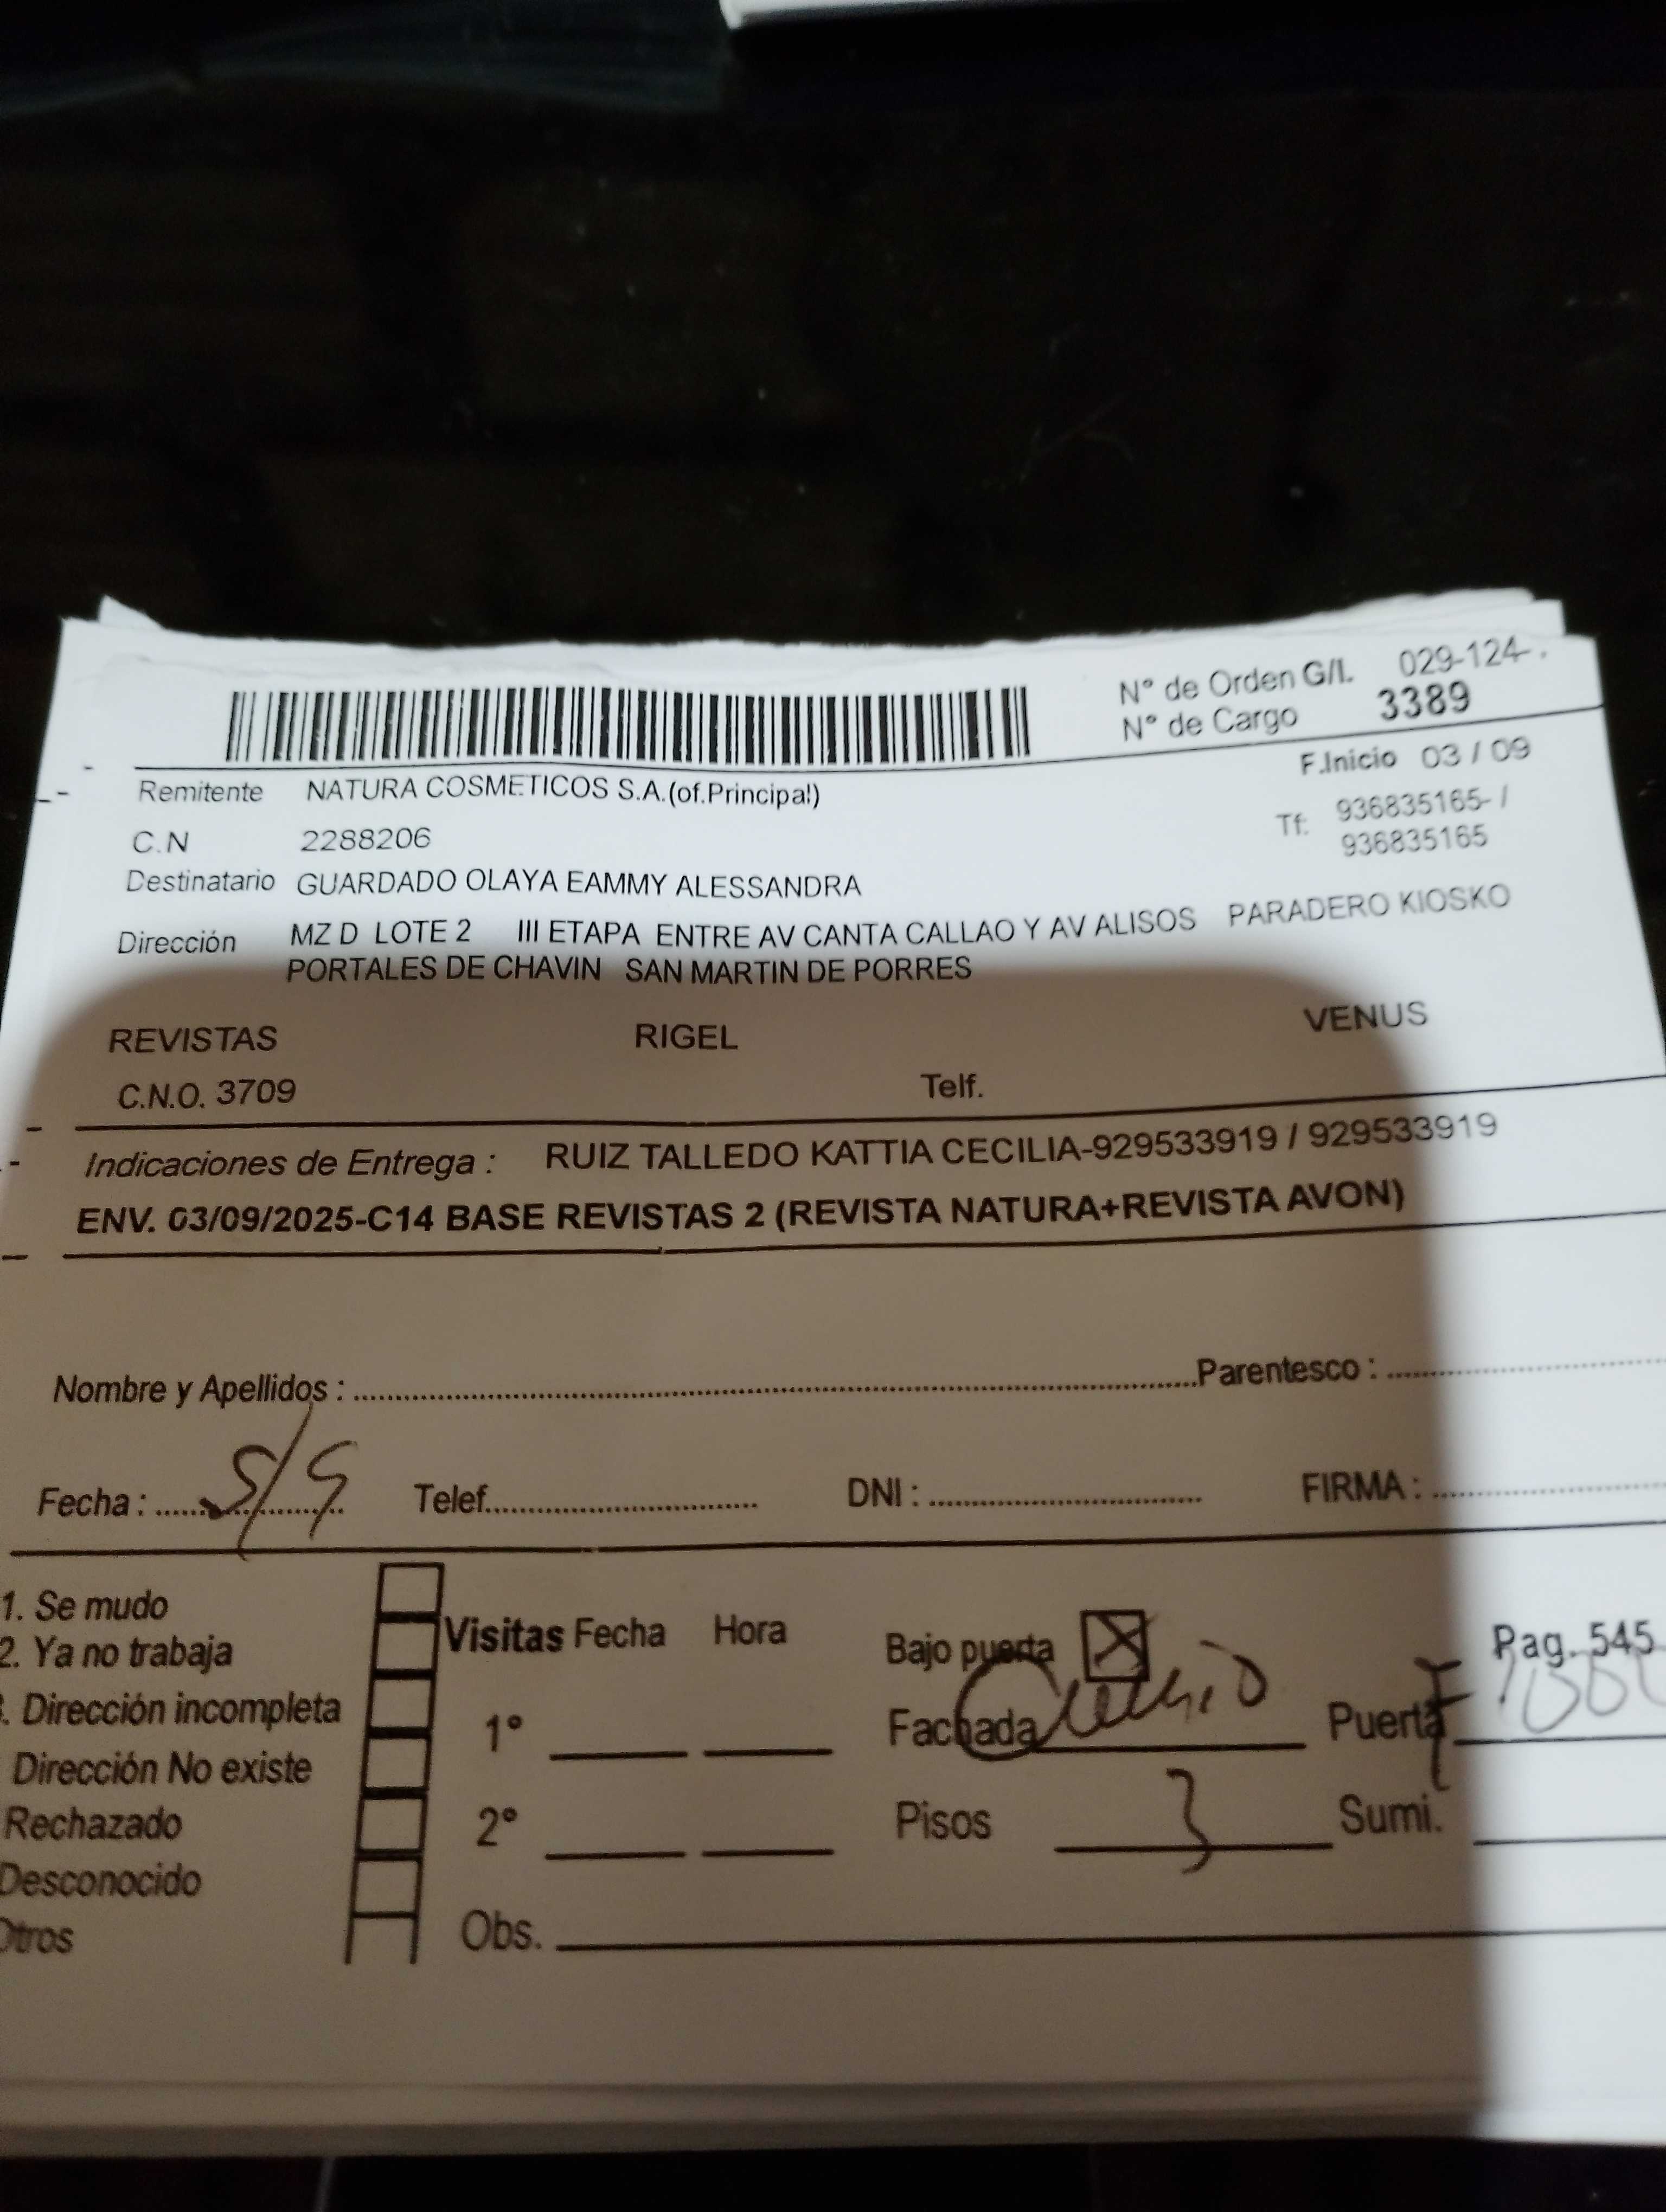 N° de Orden G/I. 029-124-.
N° de Cargo 3389
F.Inicio 03 / 09
Remitente NATURA COSMETICOS S.A.(of.Principal)
Tf: 936835165- /
936835165
C.N 2288206
Destinatario GUARDADO OLAYA EAMMY ALESSANDRA
Dirección MZ D LOTE 2 III ETAPA ENTRE AV CANTA CALLAO Y AV ALISOS PARADERO KIOSKO
PORTALES DE CHAVIN SAN MARTIN DE PORRES
REVISTAS RIGEL VENUS
C.N.O. 3709 Telf.
Indicaciones de Entrega : RUIZ TALLEDO KATTIA CECILIA-929533919 / 929533919
ENV. 03/09/2025-C14 BASE REVISTAS 2 (REVISTA NATURA+REVISTA AVON)
Nombre y Apellidos : Parentesco :
Fecha : 5/9 Telef. DNI : FIRMA :
1. Se mudo
2. Ya no trabaja
. Dirección incompleta
Dirección No existe
Rechazado
Desconocido
Otros
Visitas Fecha Hora
1°
2°
Obs.
Bajo puerta X
Fachada
Pisos 3
Pag. 545
Puerta
Sumi.